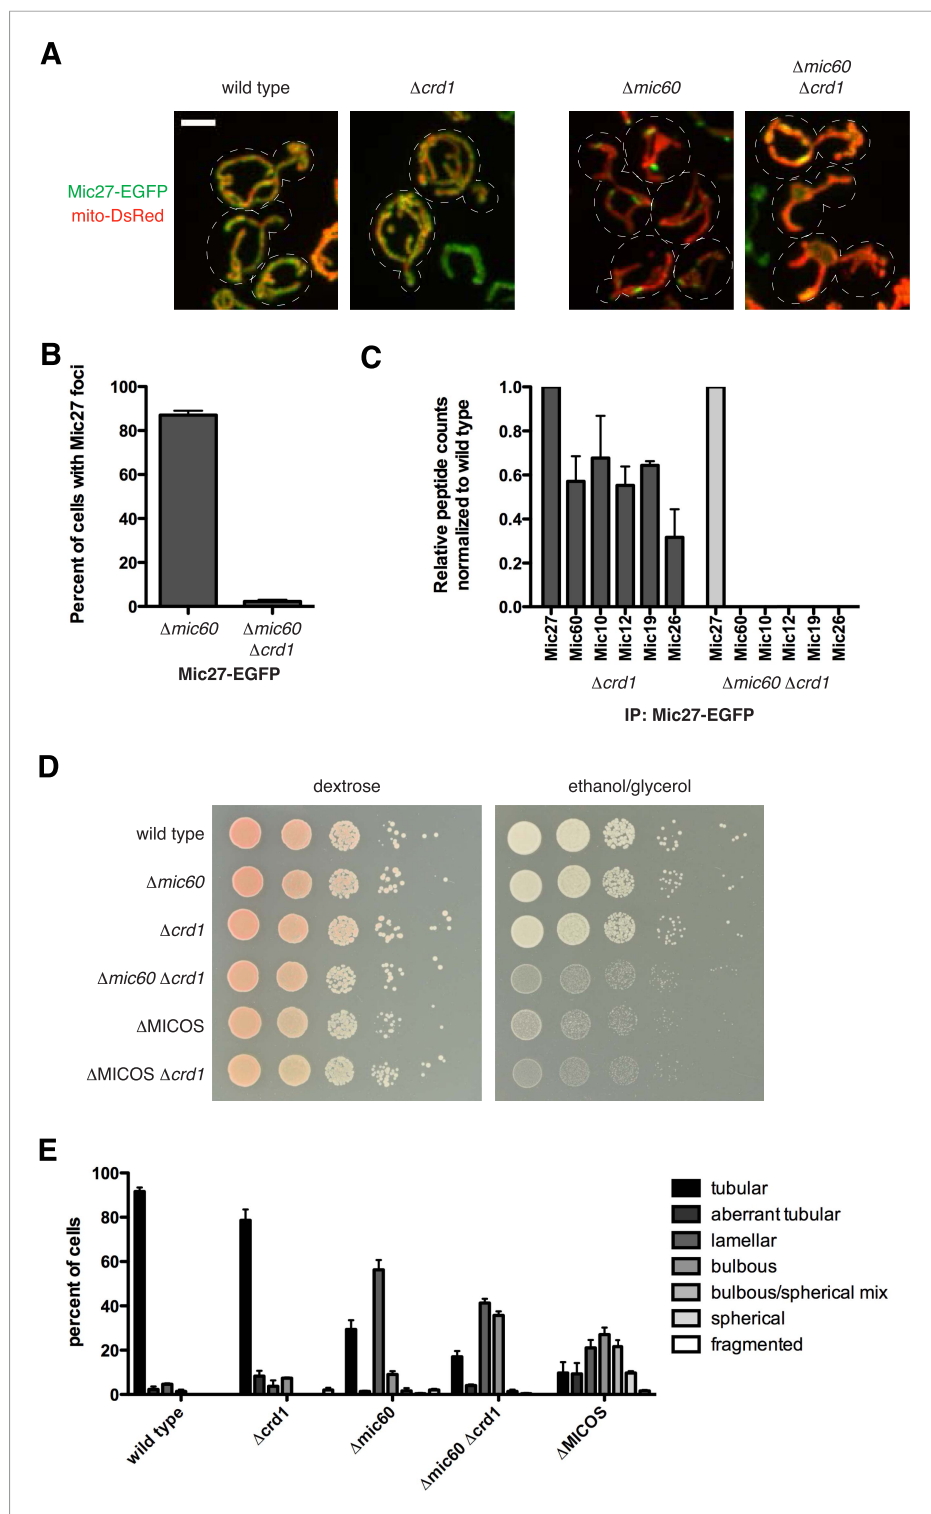 A
wild type
Δcrd1
Δmic60
Δmic60
Δcrd1
Mic27-EGFP
mito-DsRed
B
Percent of cells with Mic27 foci
100
80
60
40
20
0
Δmic60
Δmic60
Δcrd1
Mic27-EGFP
C
Relative peptide counts
normalized to wild type
1.0
0.8
0.6
0.4
0.2
0.0
Mic27
Mic60
Mic10
Mic12
Mic19
Mic26
Mic27
Mic60
Mic10
Mic12
Mic19
Mic26
Δcrd1
Δmic60 Δcrd1
IP: Mic27-EGFP
D
dextrose
ethanol/glycerol
wild type
Δmic60
Δcrd1
Δmic60 Δcrd1
ΔMICOS
ΔMICOS Δcrd1
E
percent of cells
100
80
60
40
20
0
wild type
Δcrd1
Δmic60
Δmic60 Δcrd1
ΔMICOS
tubular
aberrant tubular
lamellar
bulbous
bulbous/spherical mix
spherical
fragmented